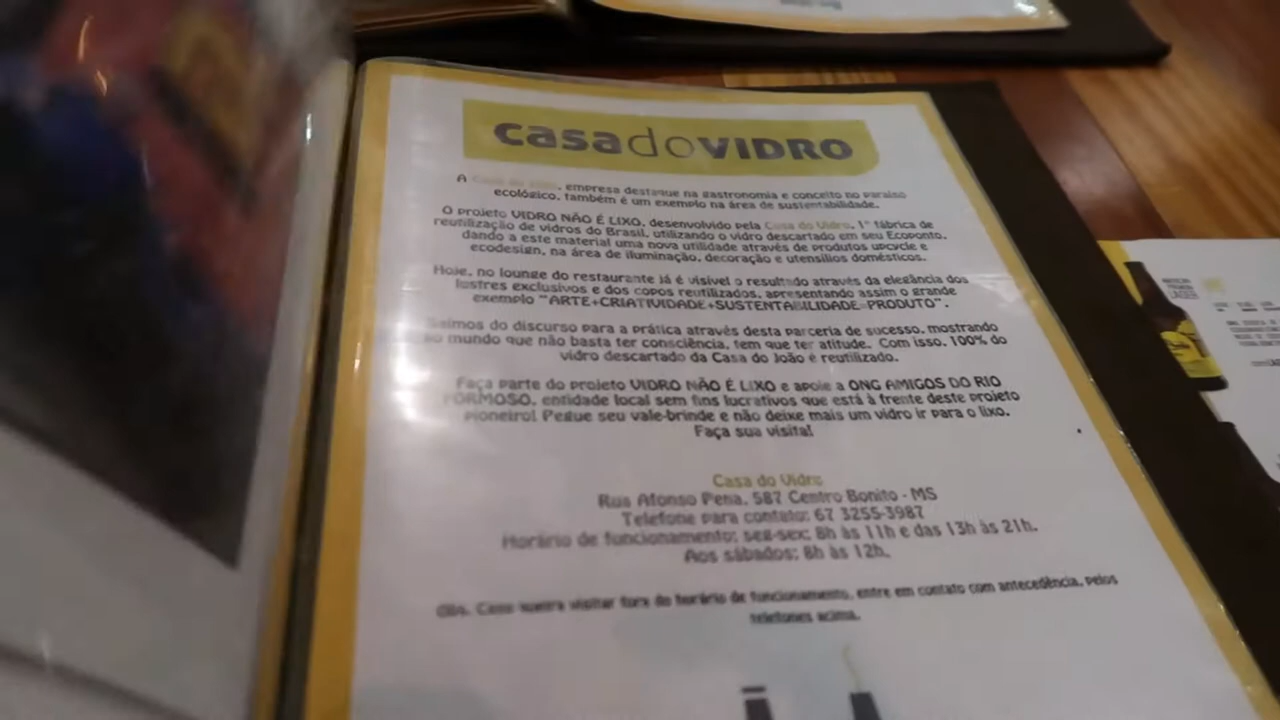 casadoVIDRO
A Casa do João, empresa destaque na gastronomia e conceito no paraíso
ecológico, também é um exemplo na área de sustentabilidade.
O projeto VIDRO NÃO É LIXO, desenvolvido pela Casa do Vidro, 1ª fábrica de
reutilização de vidros do Brasil, utilizando o vidro descartado em seu Ecoponto,
dando a este material uma nova utilidade através de produtos upcycle e
ecodesign, na área de iluminação, decoração e utensílios domésticos.
Hoje, no lounge do restaurante já é visível o resultado através da elegância dos
lustres exclusivos e dos copos reutilizados, apresentando assim o grande
exemplo "ARTE+CRIATIVIDADE+SUSTENTABILIDADE=PRODUTO".
Saímos do discurso para a prática através desta parceria de sucesso, mostrando
ao mundo que não basta ter consciência, tem que ter atitude. Com isso, 100% do
vidro descartado da Casa do João é reutilizado.
Faça parte do projeto VIDRO NÃO É LIXO e apoie a ONG AMIGOS DO RIO
FORMOSO, entidade local sem fins lucrativos que está à frente deste projeto
pioneiro! Pegue seu vale-brinde e não deixe mais um vidro ir para o lixo.
Faça sua visita!
Casa do Vidro
Rua Afonso Pena, 587 Centro Bonito - MS
Telefone para contato: 67 3255-3987
Horário de funcionamento: seg-sex: 8h às 11h e das 13h às 21h.
Aos sábados: 8h às 12h.
Obs. Caso queira visitar fora do horário de funcionamento, entre em contato com antecedência, pelos
telefones acima.
LAGER